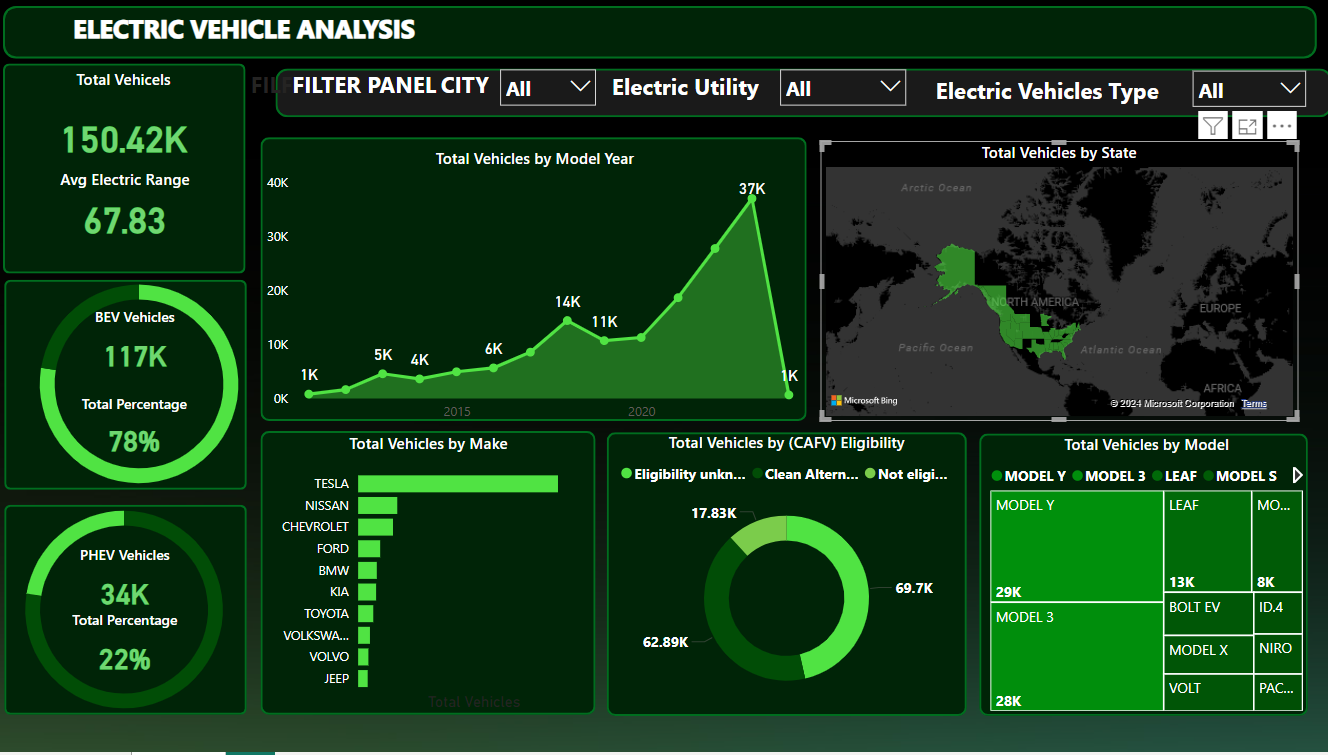 ELECTRIC VEHICLE ANALYSIS
Total Vehicels
150.42K
Avg Electric Range
67.83
FILTER PANEL CITY All Electric Utility All Electric Vehicles Type All
BEV Vehicles
117K
Total Percentage
78%
PHEV Vehicles
34K
Total Percentage
22%
Total Vehicles by Model Year
40K
30K
20K
10K
0K
1K
5K
4K
6K
14K
11K
37K
1K
2015 2020
Total Vehicles by State
Arctic Ocean
NORTH AMERICA
EUROPE
Pacific Ocean
Atlantic Ocean
AFRICA
Microsoft Bing
© 2024 Microsoft Corporation Terms
Total Vehicles by Make
TESLA
NISSAN
CHEVROLET
FORD
BMW
KIA
TOYOTA
VOLKSWA...
VOLVO
JEEP
Total Vehicles
Total Vehicles by (CAFV) Eligibility
Eligibility unkn... Clean Altern... Not eligi...
17.83K
69.7K
62.89K
Total Vehicles by Model
MODEL Y MODEL 3 LEAF MODEL S
MODEL Y
29K
MODEL 3
28K
LEAF
13K
MO...
8K
BOLT EV
ID.4
MODEL X
NIRO
VOLT
PAC...